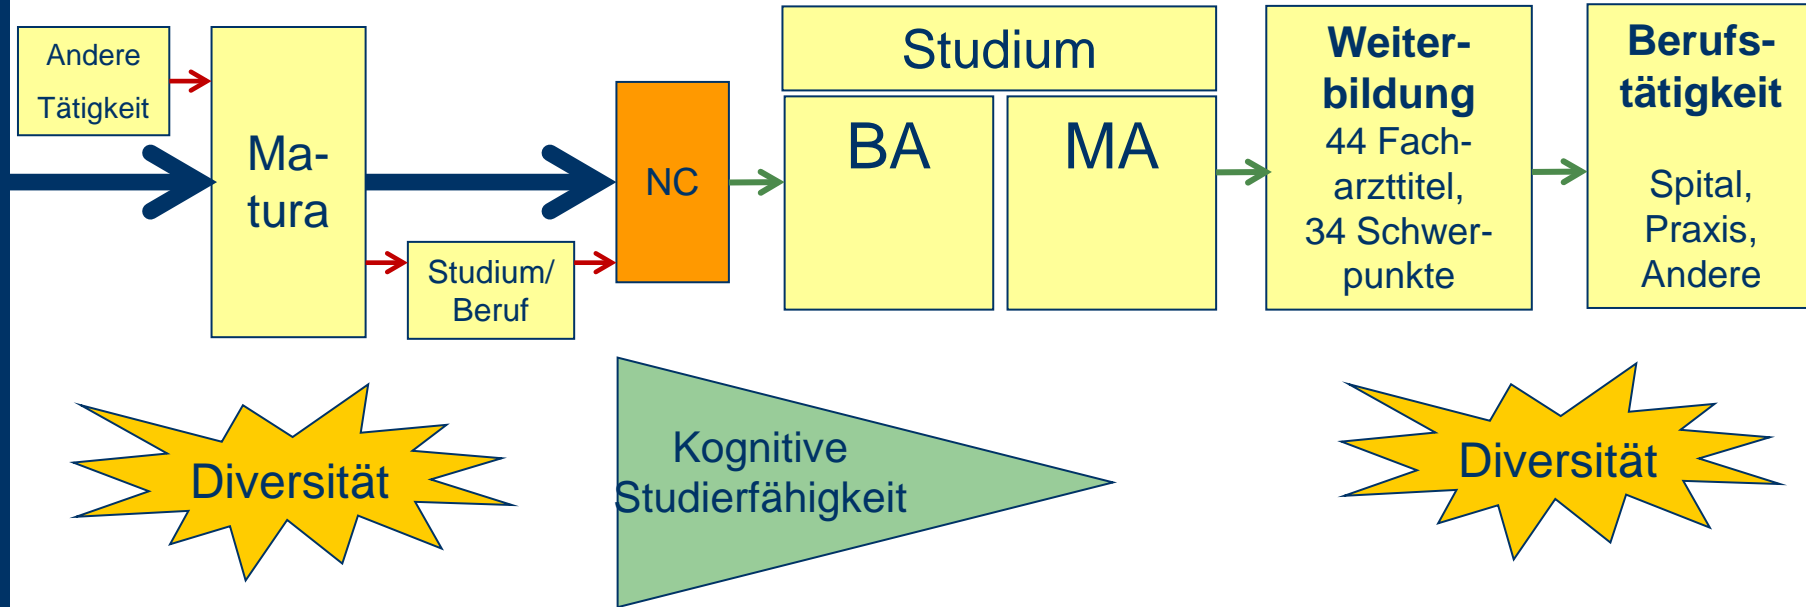 Andere
Tätigkeit
Ma-
tura
Studium/
Beruf
NC
Studium
BA
MA
Weiter-
bildung
44 Fach-
arzttitel,
34 Schwer-
punkte
Berufs-
tätigkeit
Spital,
Praxis,
Andere
Diversität
Kognitive
Studierfähigkeit
Diversität